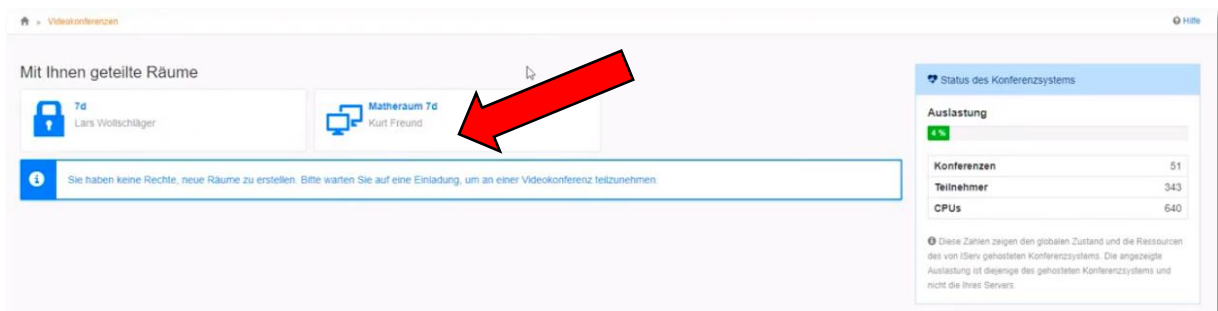 » Videokonferenzen
Hilfe
Mit Ihnen geteilte Räume
7d
Lars Wollschläger
Matheraum 7d
Kurt Freund
Sie haben keine Rechte, neue Räume zu erstellen. Bitte warten Sie auf eine Einladung, um an einer Videokonferenz teilzunehmen.
Status des Konferenzsystems
Auslastung
4 %
Konferenzen 51
Teilnehmer 343
CPUs 640
Diese Zahlen zeigen den globalen Zustand und die Ressourcen
des von IServ gehosteten Konferenzsystems. Die angezeigte
Auslastung ist diejenige des gehosteten Konferenzsystems und
nicht die Ihres Servers.